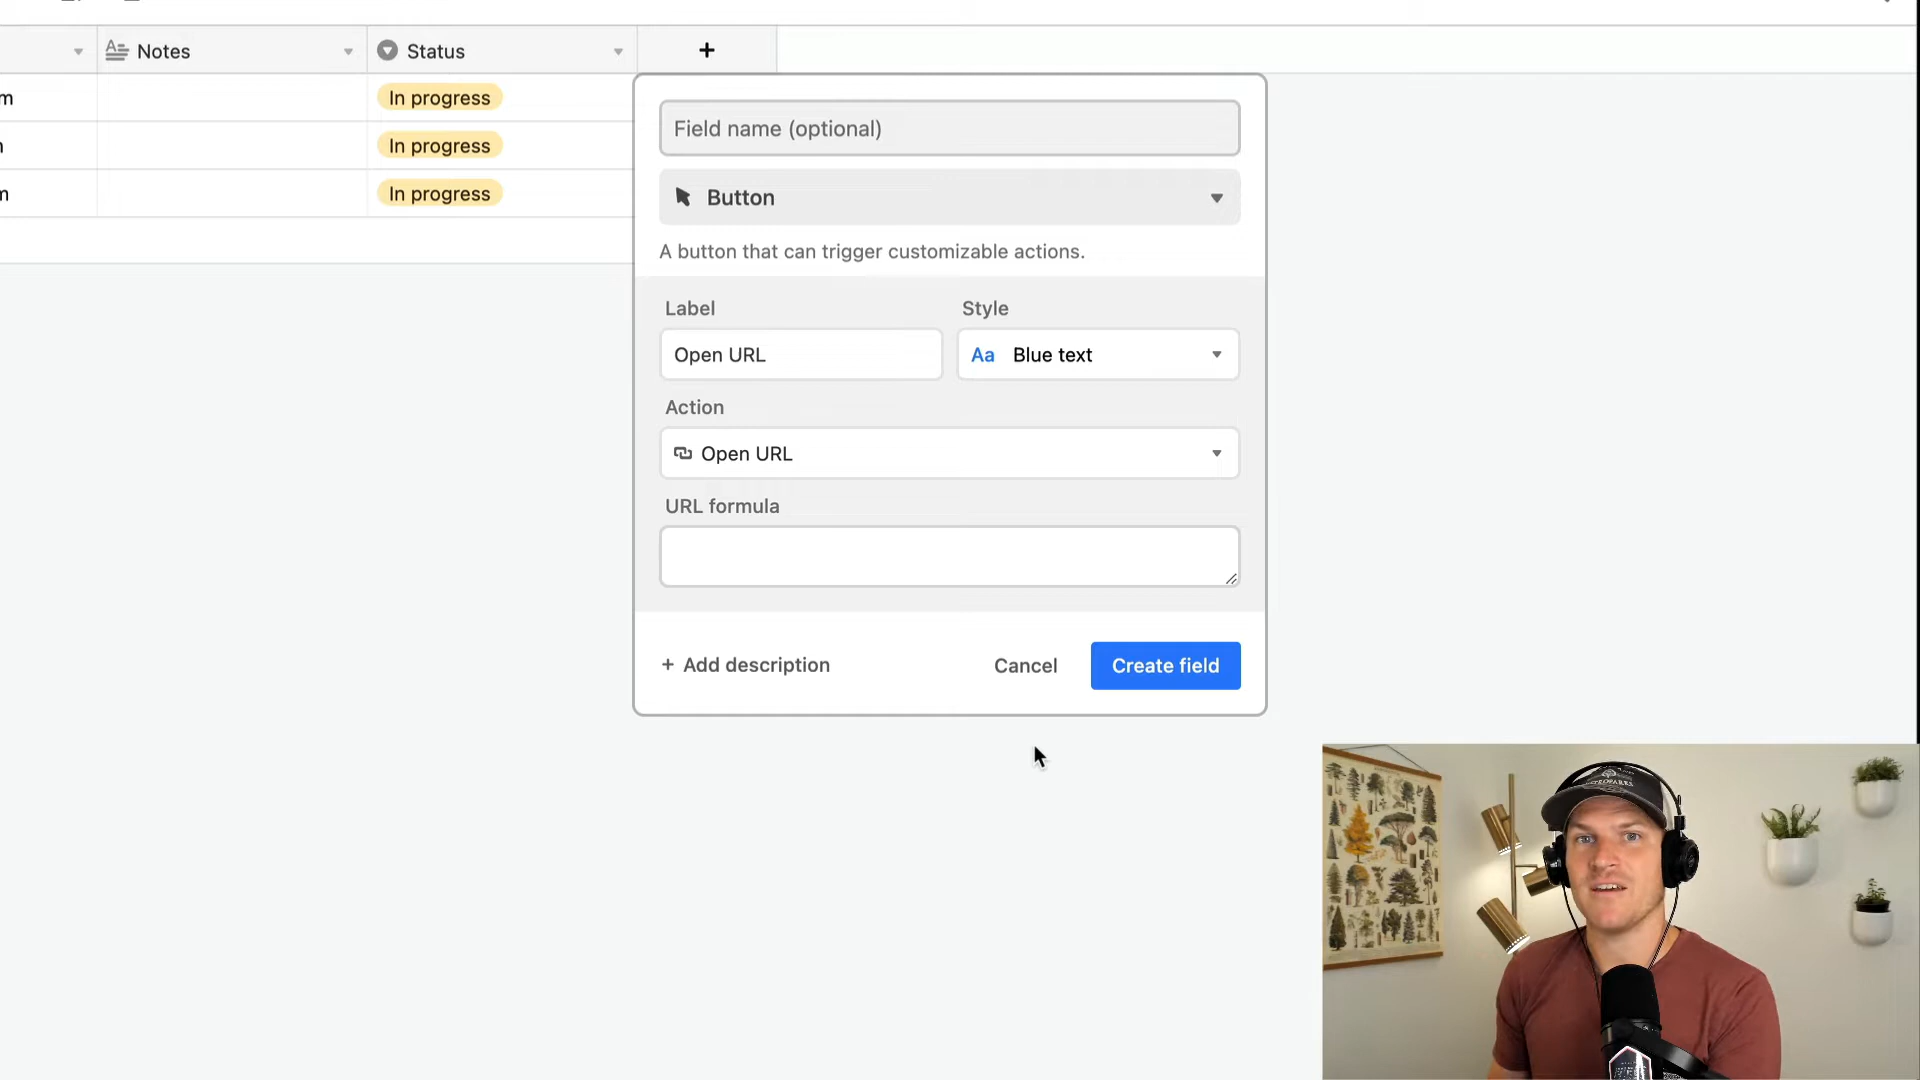 Notes
Status
+
m
In progress
In progress
m
In progress
Field name (optional)
Button
A button that can trigger customizable actions.
Label
Style
Open URL
Aa Blue text
Action
Open URL
URL formula
+ Add description
Cancel
Create field